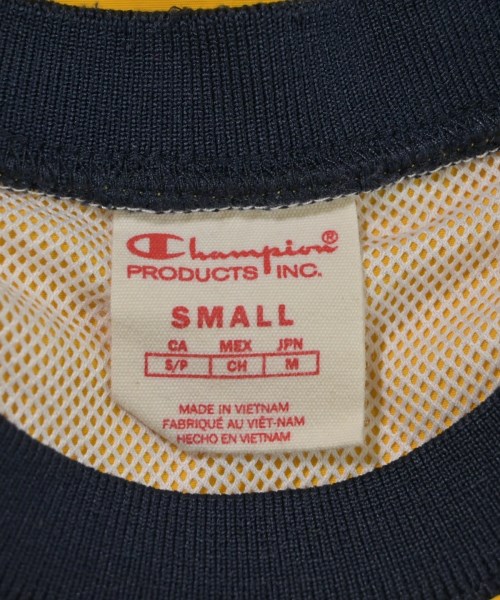 Champion®
PRODUCTS INC.
SMALL
CA MEX JPN
S/P CH M
MADE IN VIETNAM
FABRIQUÉ AU VIÊT-NAM
HECHO EN VIETNAM